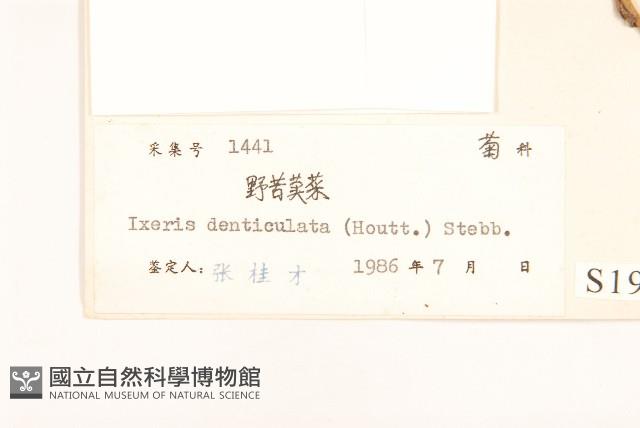 采集号 1441 菊 科
野苦荬菜
Ixeris denticulata (Houtt.) Stebb.
鉴定人: 张桂才 1986 年 7 月 日
S19
國立自然科學博物館
NATIONAL MUSEUM OF NATURAL SCIENCE